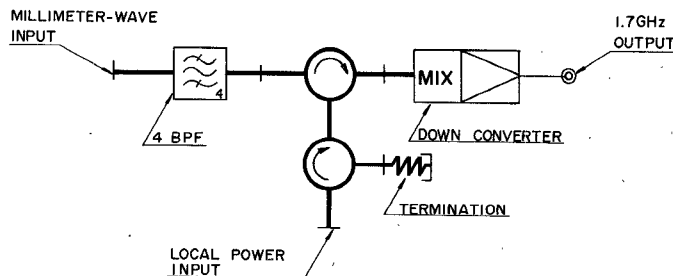 MILLIMETER-WAVE
INPUT
1.7GHz
OUTPUT
MIX
4
4 BPF
DOWN CONVERTER
TERMINATION
LOCAL POWER
INPUT